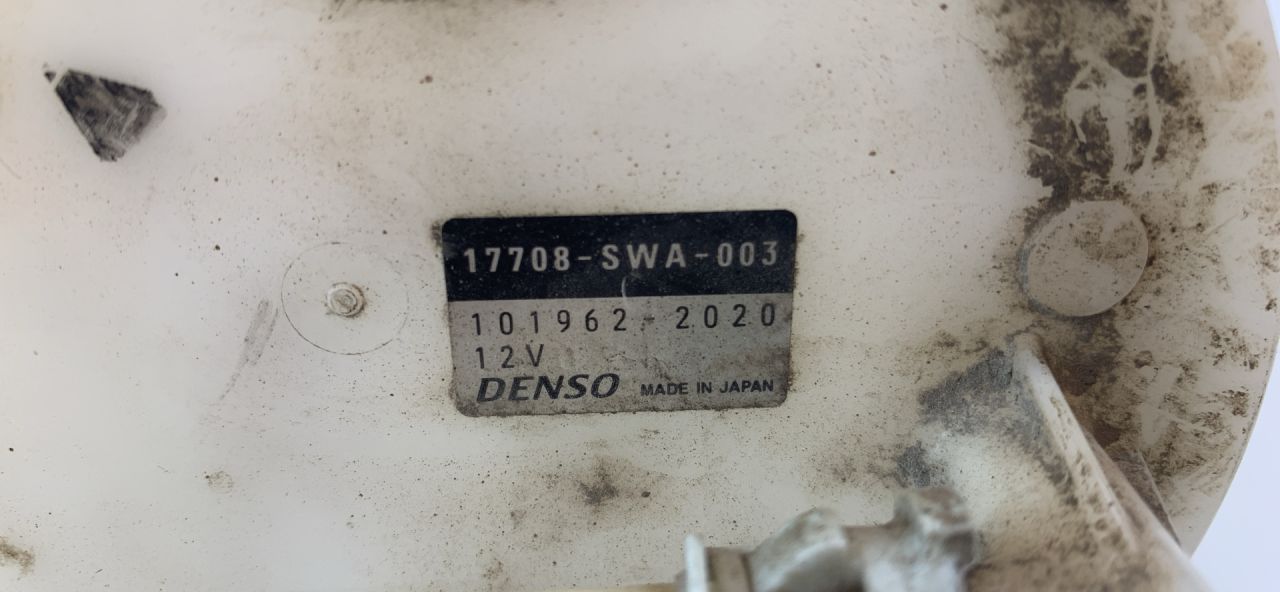 17708-SWA-003
101962-2020
12V
DENSO MADE IN JAPAN